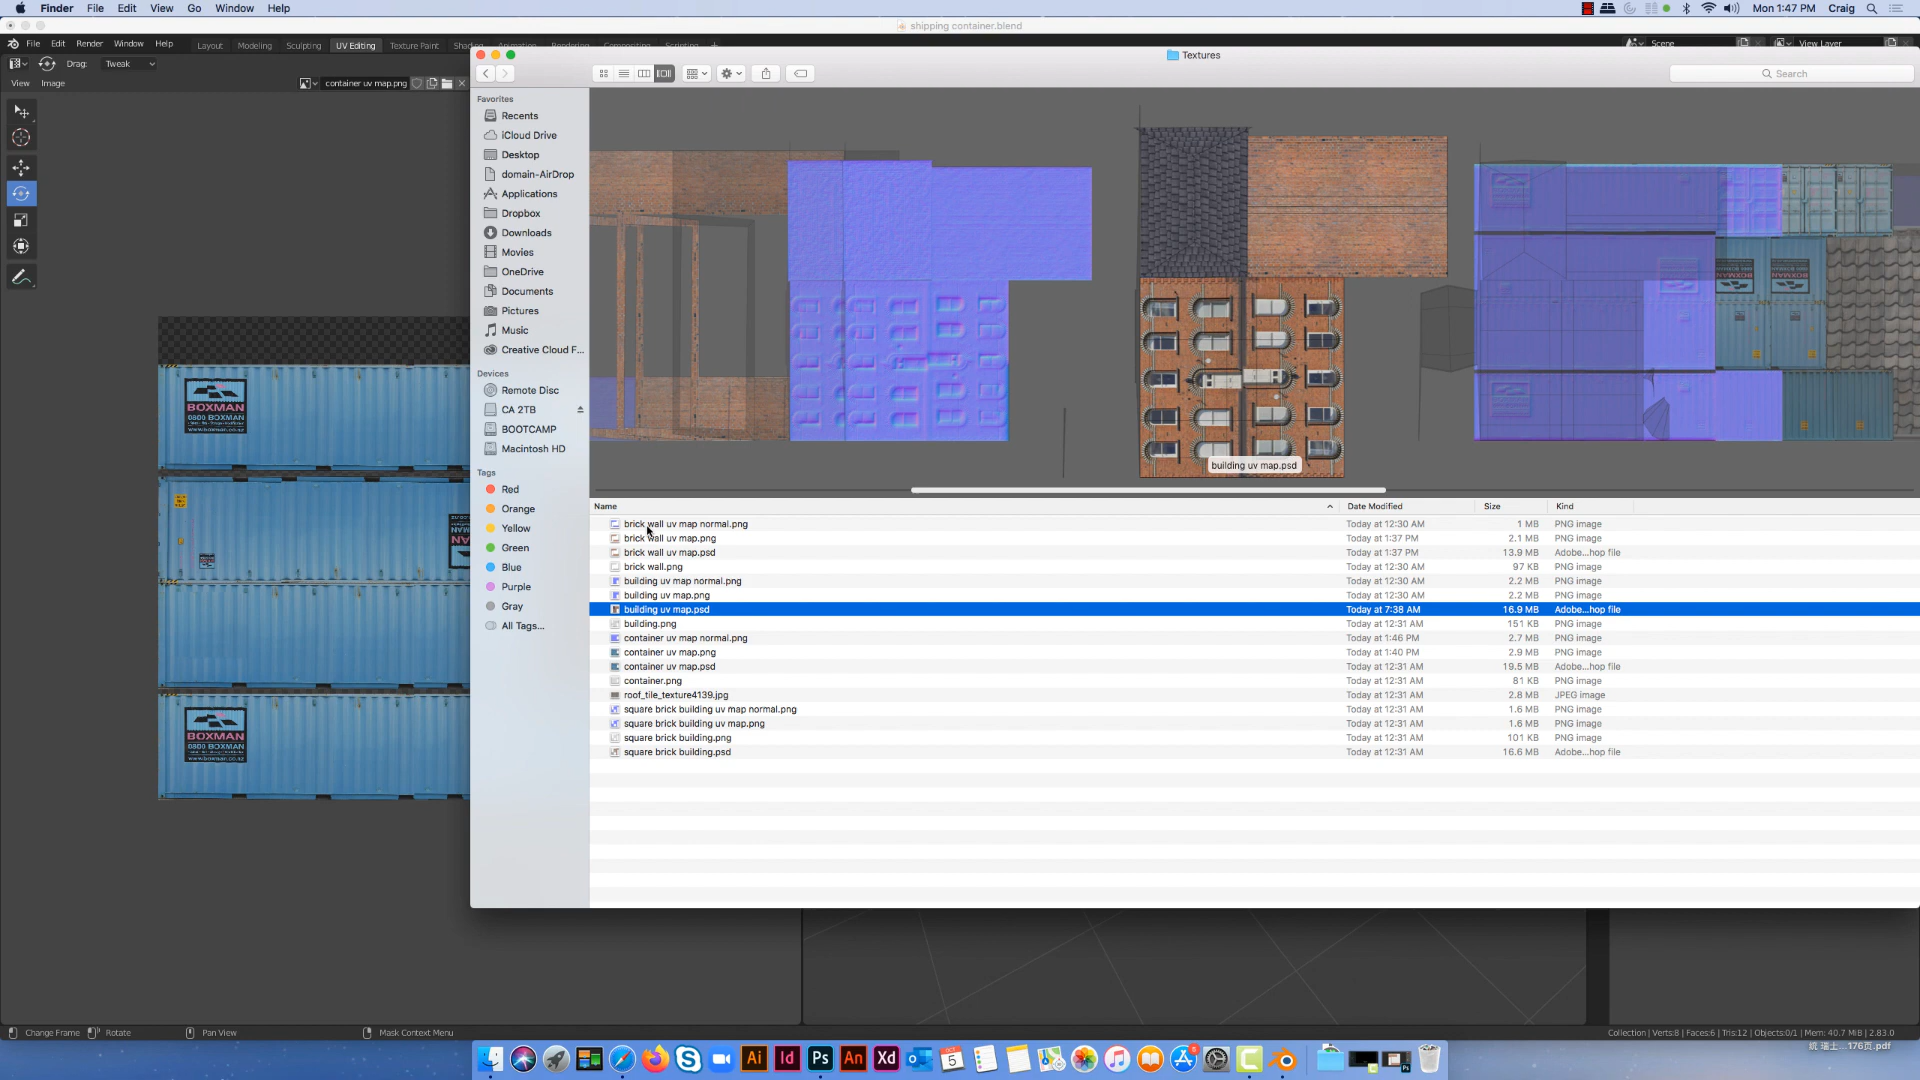 Finder File Edit View Go Window Help Mon 1:47 PM Craig
shipping container.blend
File Edit Render Window Help Layout Modeling Sculpting UV Editing Texture Paint Scene View Layer
Drag: Tweak
View Image container uv map.png
Textures
Search
Favorites
Recents
iCloud Drive
Desktop
domain-AirDrop
Applications
Dropbox
Downloads
Movies
OneDrive
Documents
Pictures
Music
Creative Cloud F...
Devices
Remote Disc
CA 2TB
BOOTCAMP
Macintosh HD
Tags
Red
Orange
Yellow
Green
Blue
Purple
Gray
All Tags...
BOXMAN
0800 BOXMAN
www.boxman.co.nz
BOXMAN
0800 BOXMAN
www.boxman.co.nz
building uv map.psd
Name Date Modified Size Kind
brick wall uv map normal.png Today at 12:30 AM 1 MB PNG image
brick wall uv map.png Today at 1:37 PM 2.1 MB PNG image
brick wall uv map.psd Today at 1:37 PM 13.9 MB Adobe...hop file
brick wall.png Today at 12:30 AM 97 KB PNG image
building uv map normal.png Today at 12:30 AM 2.2 MB PNG image
building uv map.png Today at 12:30 AM 2.2 MB PNG image
building uv map.psd Today at 7:38 AM 16.9 MB Adobe...hop file
building.png Today at 12:31 AM 151 KB PNG image
container uv map normal.png Today at 1:46 PM 2.7 MB PNG image
container uv map.png Today at 1:40 PM 2.9 MB PNG image
container uv map.psd Today at 12:31 AM 19.5 MB Adobe...hop file
container.png Today at 12:31 AM 81 KB PNG image
roof_tile_texture4139.jpg Today at 12:31 AM 2.8 MB JPEG image
square brick building uv map normal.png Today at 12:31 AM 1.6 MB PNG image
square brick building uv map.png Today at 12:31 AM 1.6 MB PNG image
square brick building.png Today at 12:31 AM 101 KB PNG image
square brick building.psd Today at 12:31 AM 16.6 MB Adobe...hop file
Change Frame Rotate Pan View Mask Context Menu Collection | Verts:8 | Faces:6 | Tris:12 | Objects:0/1 | Mem: 40.7 MiB | 2.83.0
Ai Id Ps An Xd 5
176页.pdf